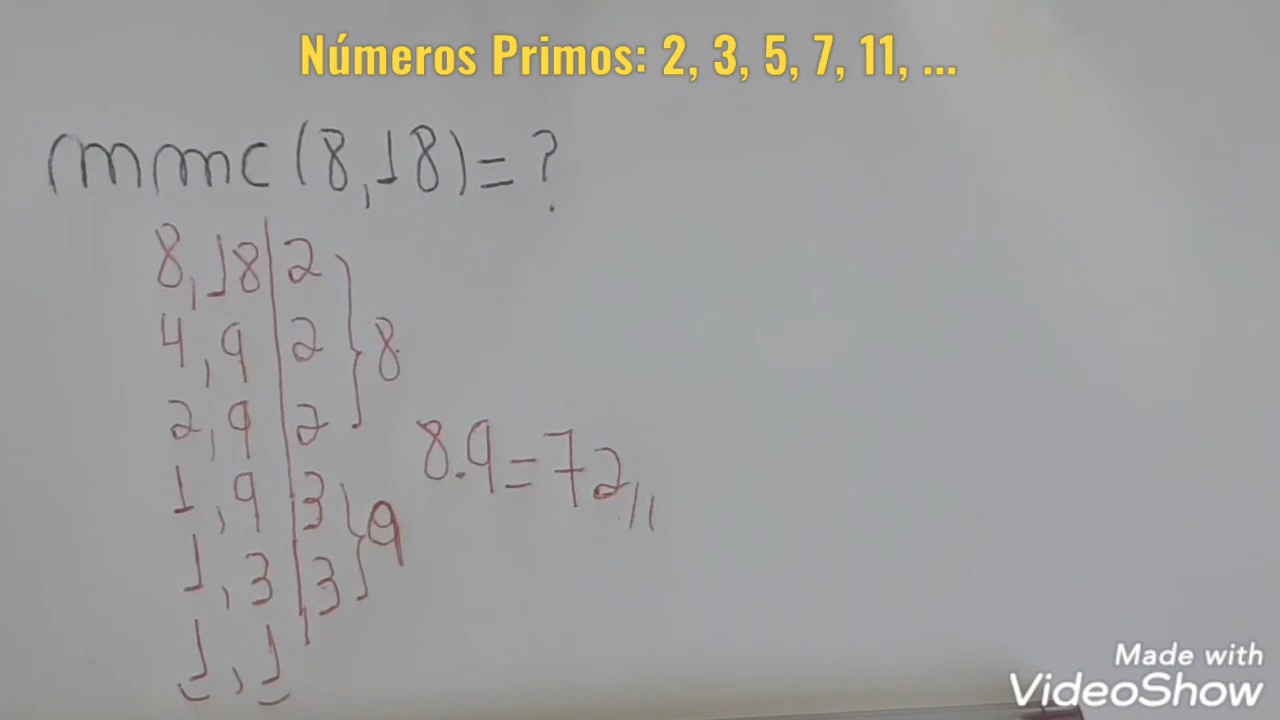 Números Primos: 2, 3, 5, 7, 11, ...
mmc (8,18) = ?
8, 18 | 2
4, 9 | 2
2, 9 | 2
8
1, 9 | 3
1, 3 | 3
9
1, 1
8.9 = 72//
Made with
VideoShow